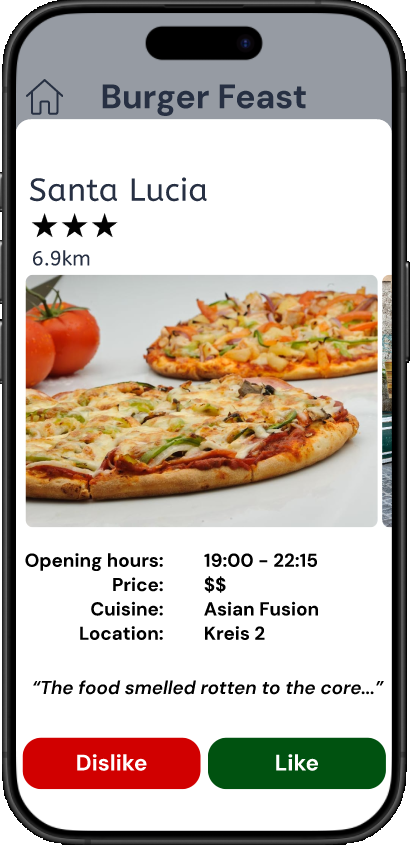 Burger Feast
Santa Lucia
★★★
6.9km
Opening hours: 19:00 - 22:15
Price: $$
Cuisine: Asian Fusion
Location: Kreis 2
“The food smelled rotten to the core...”
Dislike Like